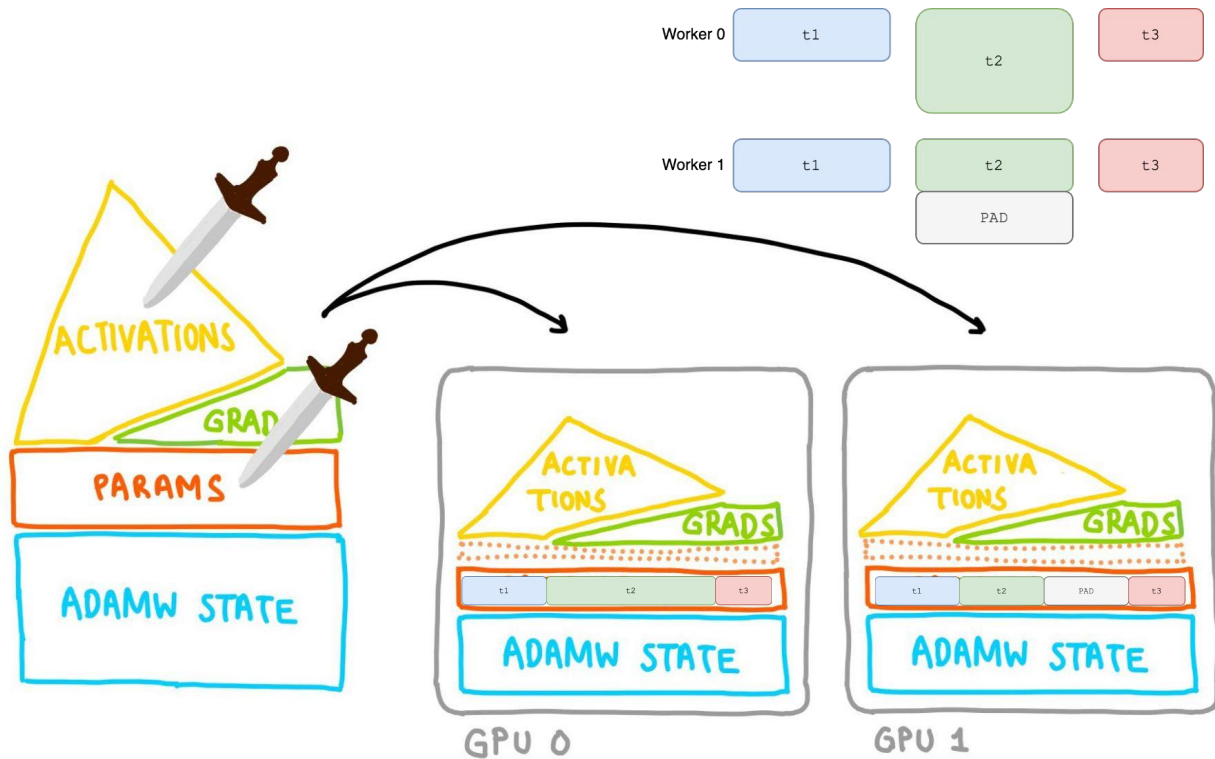 Worker 0
t1
t2
t3
Worker 1
t1
t2
t3
PAD
ACTIVATIONS
GRAD
PARAMS
ADAMW STATE
ACTIVA
TIONS
GRADS
t1
t2
t3
ADAMW STATE
GPU 0
ACTIVA
TIONS
GRADS
t1
t2
PAD
t3
ADAMW STATE
GPU 1